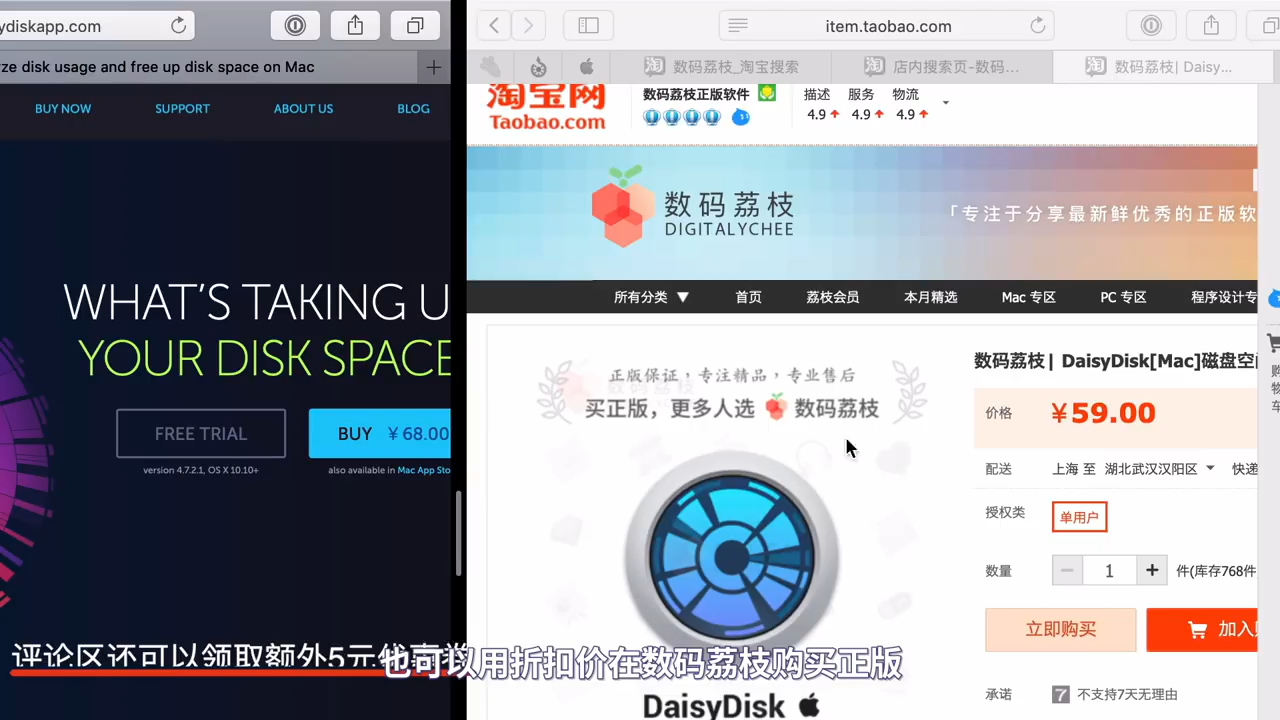 ydiskapp.com
ze disk usage and free up disk space on Mac
BUY NOW
SUPPORT
ABOUT US
BLOG
WHAT'S TAKING U
YOUR DISK SPACE
FREE TRIAL
BUY ¥ 68.00
version 4.7.2.1, OS X 10.10+
also available in Mac App Sto
item.taobao.com
数码荔枝_淘宝搜索
店内搜索页-数码…
数码荔枝| Daisy…
淘宝网
Taobao.com
数码荔枝正版软件
描述 服务 物流
4.9 4.9 4.9
数码荔枝
DIGITALYCHEE
「专注于分享最新鲜优秀的正版软
所有分类 ▼
首页
荔枝会员
本月精选
Mac 专区
PC 专区
程序设计专
正版保证，专注精品，专业售后
买正版，更多人选 数码荔枝
DaisyDisk
数码荔枝 | DaisyDisk[Mac]磁盘空
价格 ¥59.00
配送 上海 至 湖北武汉汉阳区 快递
授权类 单用户
数量 1 件(库存768件
立即购买
加入
承诺 7 不支持7天无理由
购
物
车
评论区还可以领取额外5元
也可以用折扣价在数码荔枝购买正版